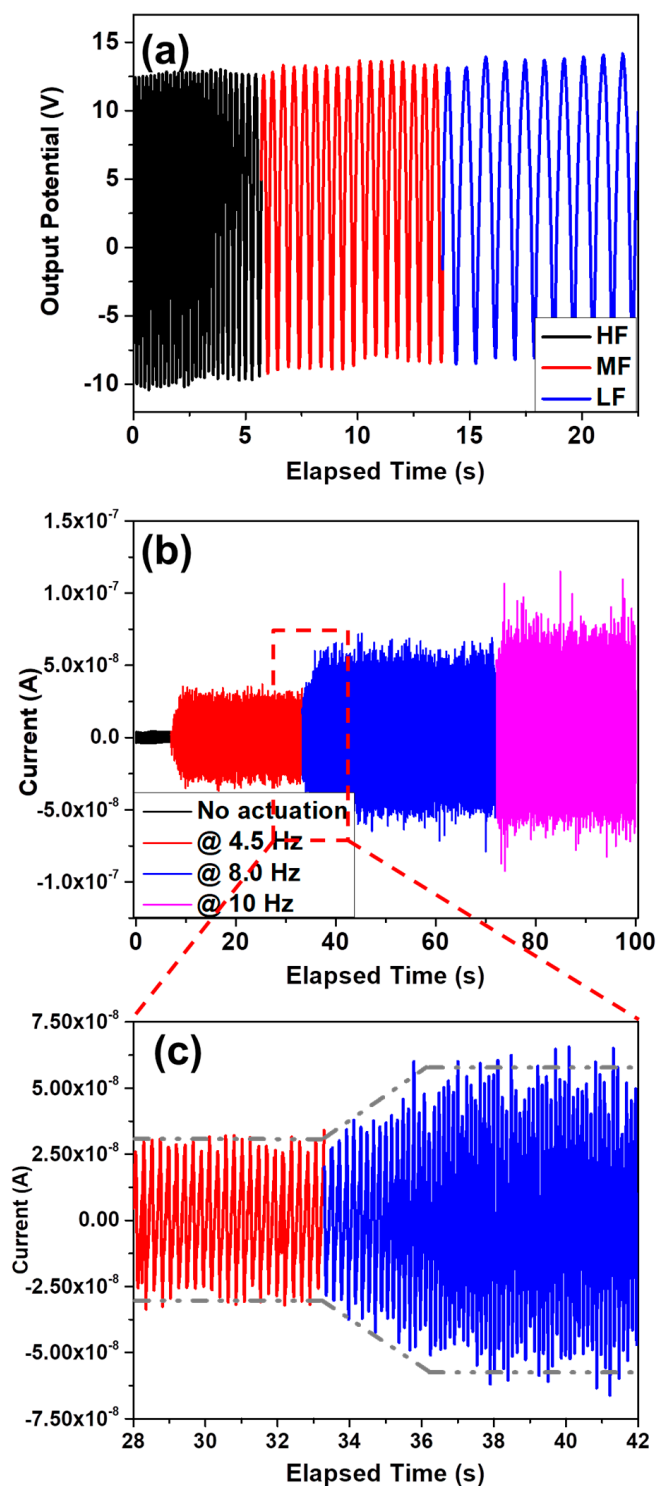 (a)
15
10
5
0
-5
-10
Output Potential (V)
HF
MF
LF
0 5 10 15 20
Elapsed Time (s)
(b)
1.5x10-7
1.0x10-7
5.0x10-8
0.0
-5.0x10-8
-1.0x10-7
Current (A)
No actuation
@ 4.5 Hz
@ 8.0 Hz
@ 10 Hz
0 20 40 60 80 100
Elapsed Time (s)
(c)
7.50x10-8
5.00x10-8
2.50x10-8
0.00
-2.50x10-8
-5.00x10-8
-7.50x10-8
Current (A)
28 30 32 34 36 38 40 42
Elapsed Time (s)